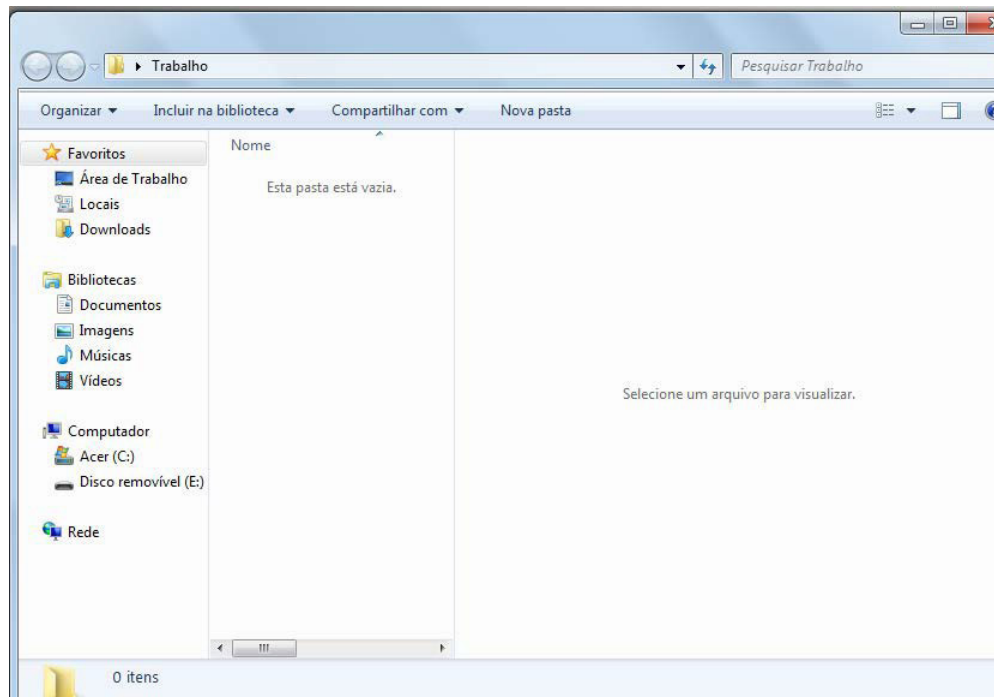 Trabalho
Pesquisar Trabalho
Organizar
Incluir na biblioteca
Compartilhar com
Nova pasta
Favoritos
Área de Trabalho
Locais
Downloads
Bibliotecas
Documentos
Imagens
Músicas
Vídeos
Computador
Acer (C:)
Disco removível (E:)
Rede
Nome
Esta pasta está vazia.
Selecione um arquivo para visualizar.
0 itens